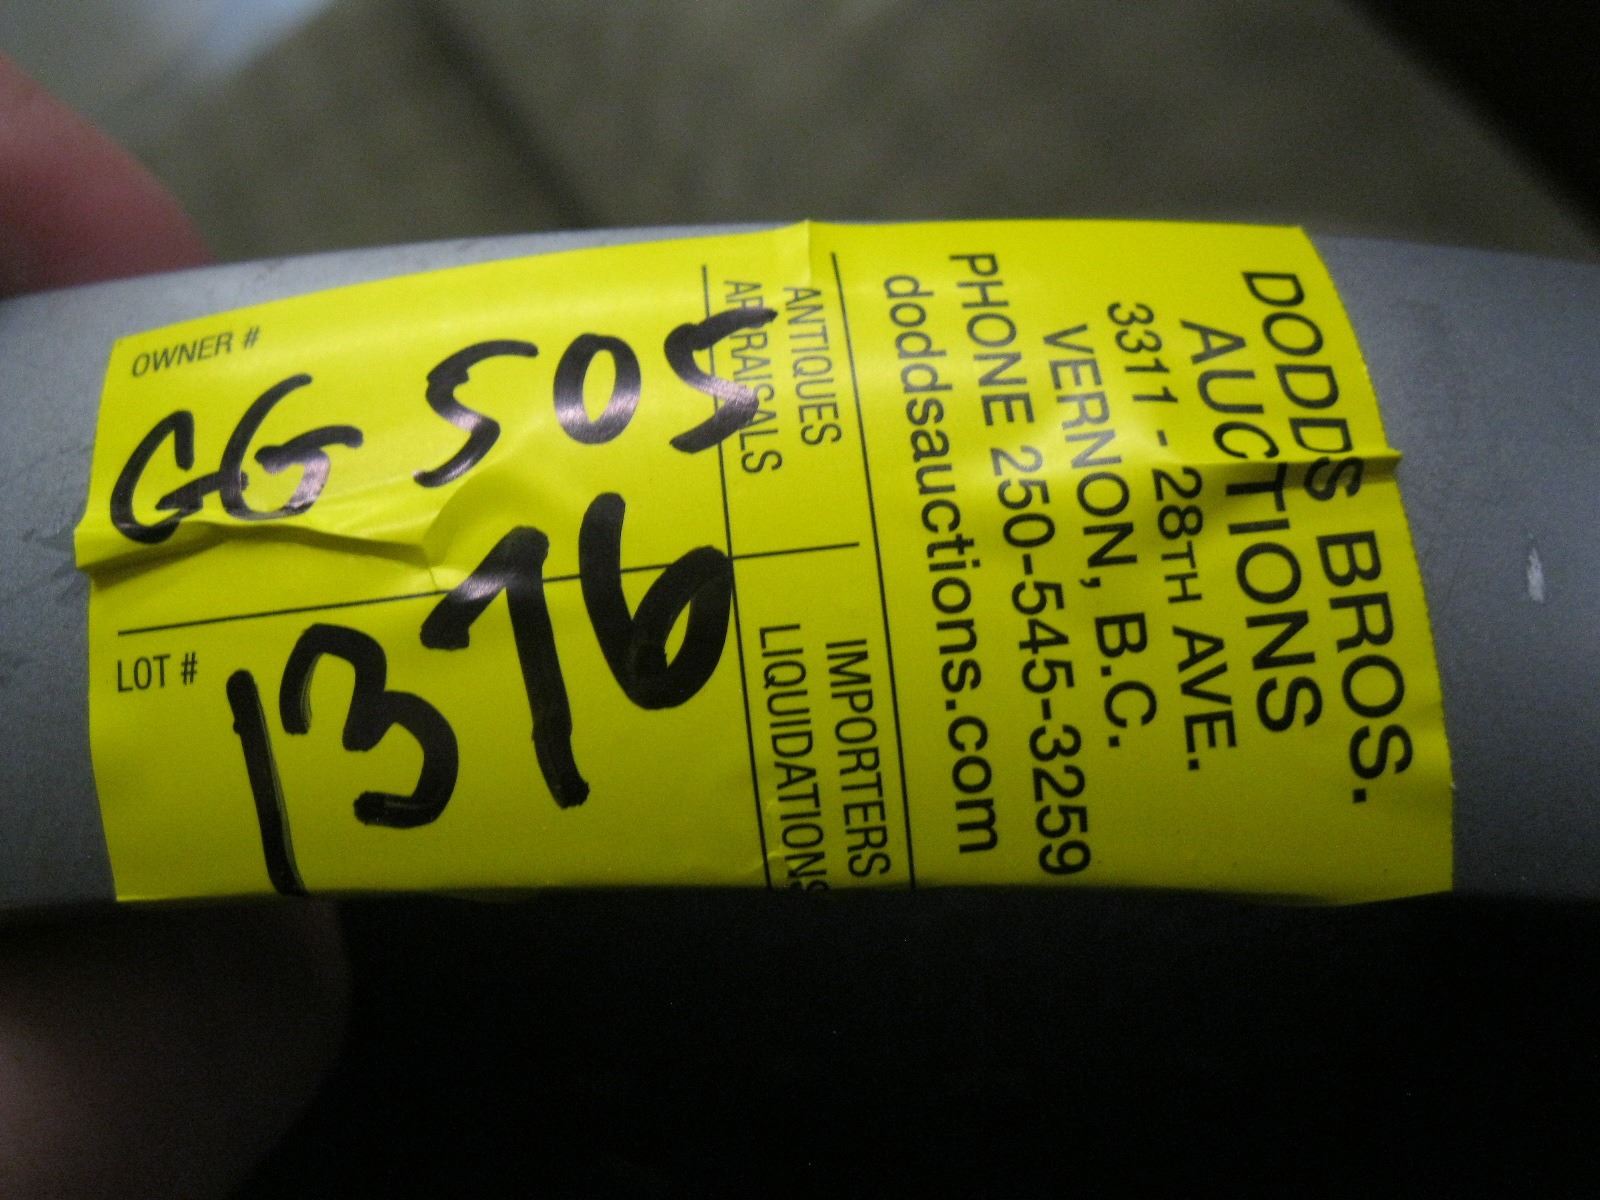 DODDS BROS.
AUCTIONS
3311 - 28TH AVE.
VERNON, B.C.
PHONE 250-545-3259
doddsauctions.com
ANTIQUES
APPRAISALS
IMPORTERS
LIQUIDATIONS
OWNER #
GG 505
LOT #
1376